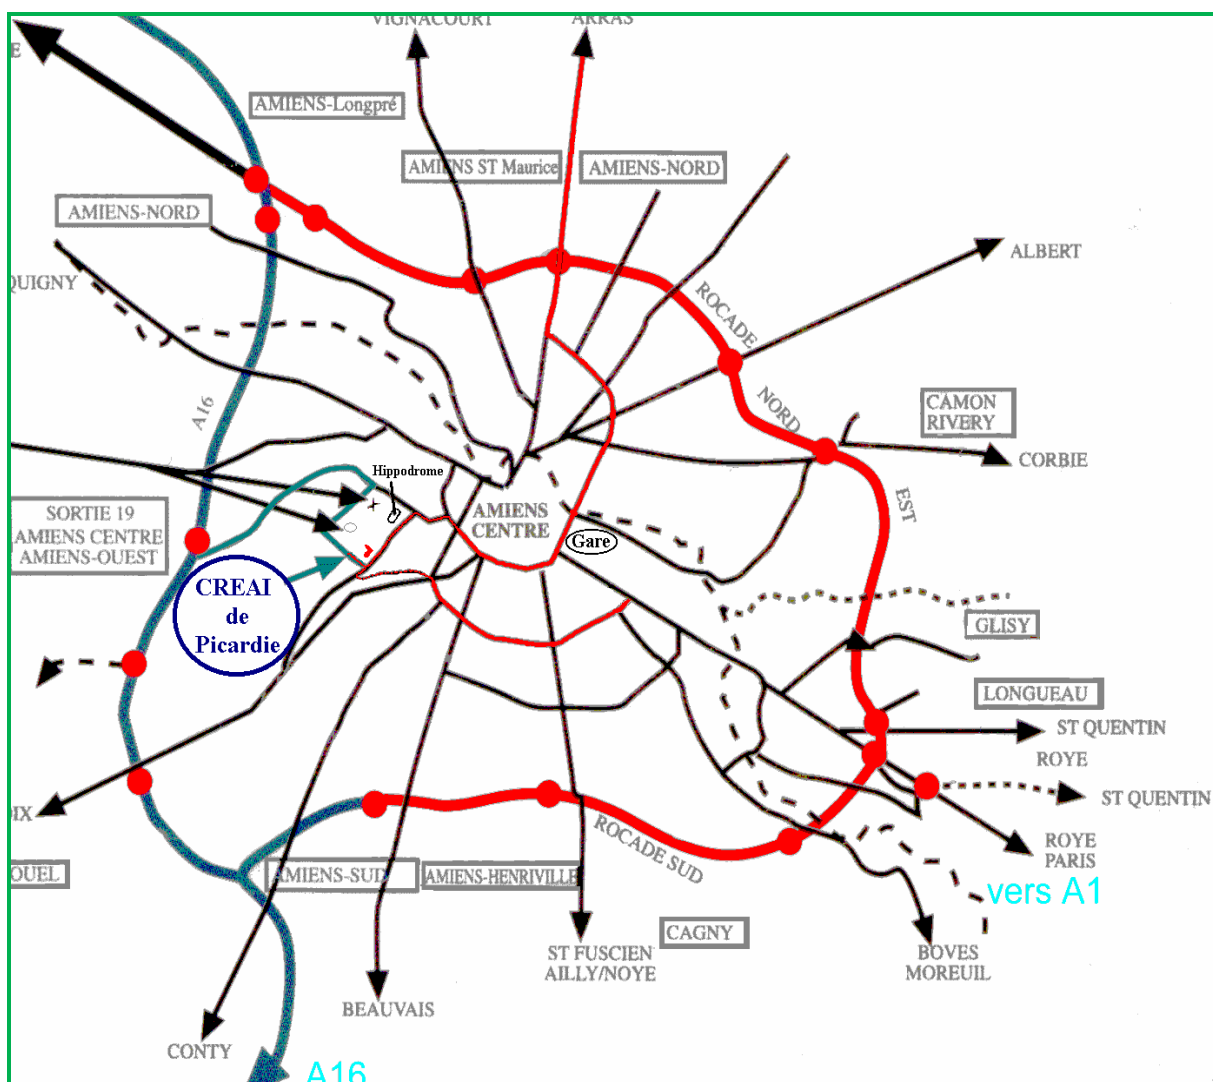 VIGNACOURT
ARRAS
E
AMIENS-Longpré
AMIENS ST Maurice
AMIENS-NORD
AMIENS-NORD
ALBERT
QUIGNY
ROCADE
NORD
EST
A16
CAMON
RIVERY
CORBIE
Hippodrome
SORTIE 19
AMIENS CENTRE
AMIENS-OUEST
AMIENS
CENTRE
Gare
CREAI
de
Picardie
GLISY
LONGUEAU
ST QUENTIN
ROYE
ST QUENTIN
IX
ROCADE SUD
ROYE
PARIS
OUEL
AMIENS-SUD
AMIENS-HENRIVILLE
vers A1
CAGNY
ST FUSCIEN
AILLY/NOYE
BOVES
MOREUIL
BEAUVAIS
CONTY
A16